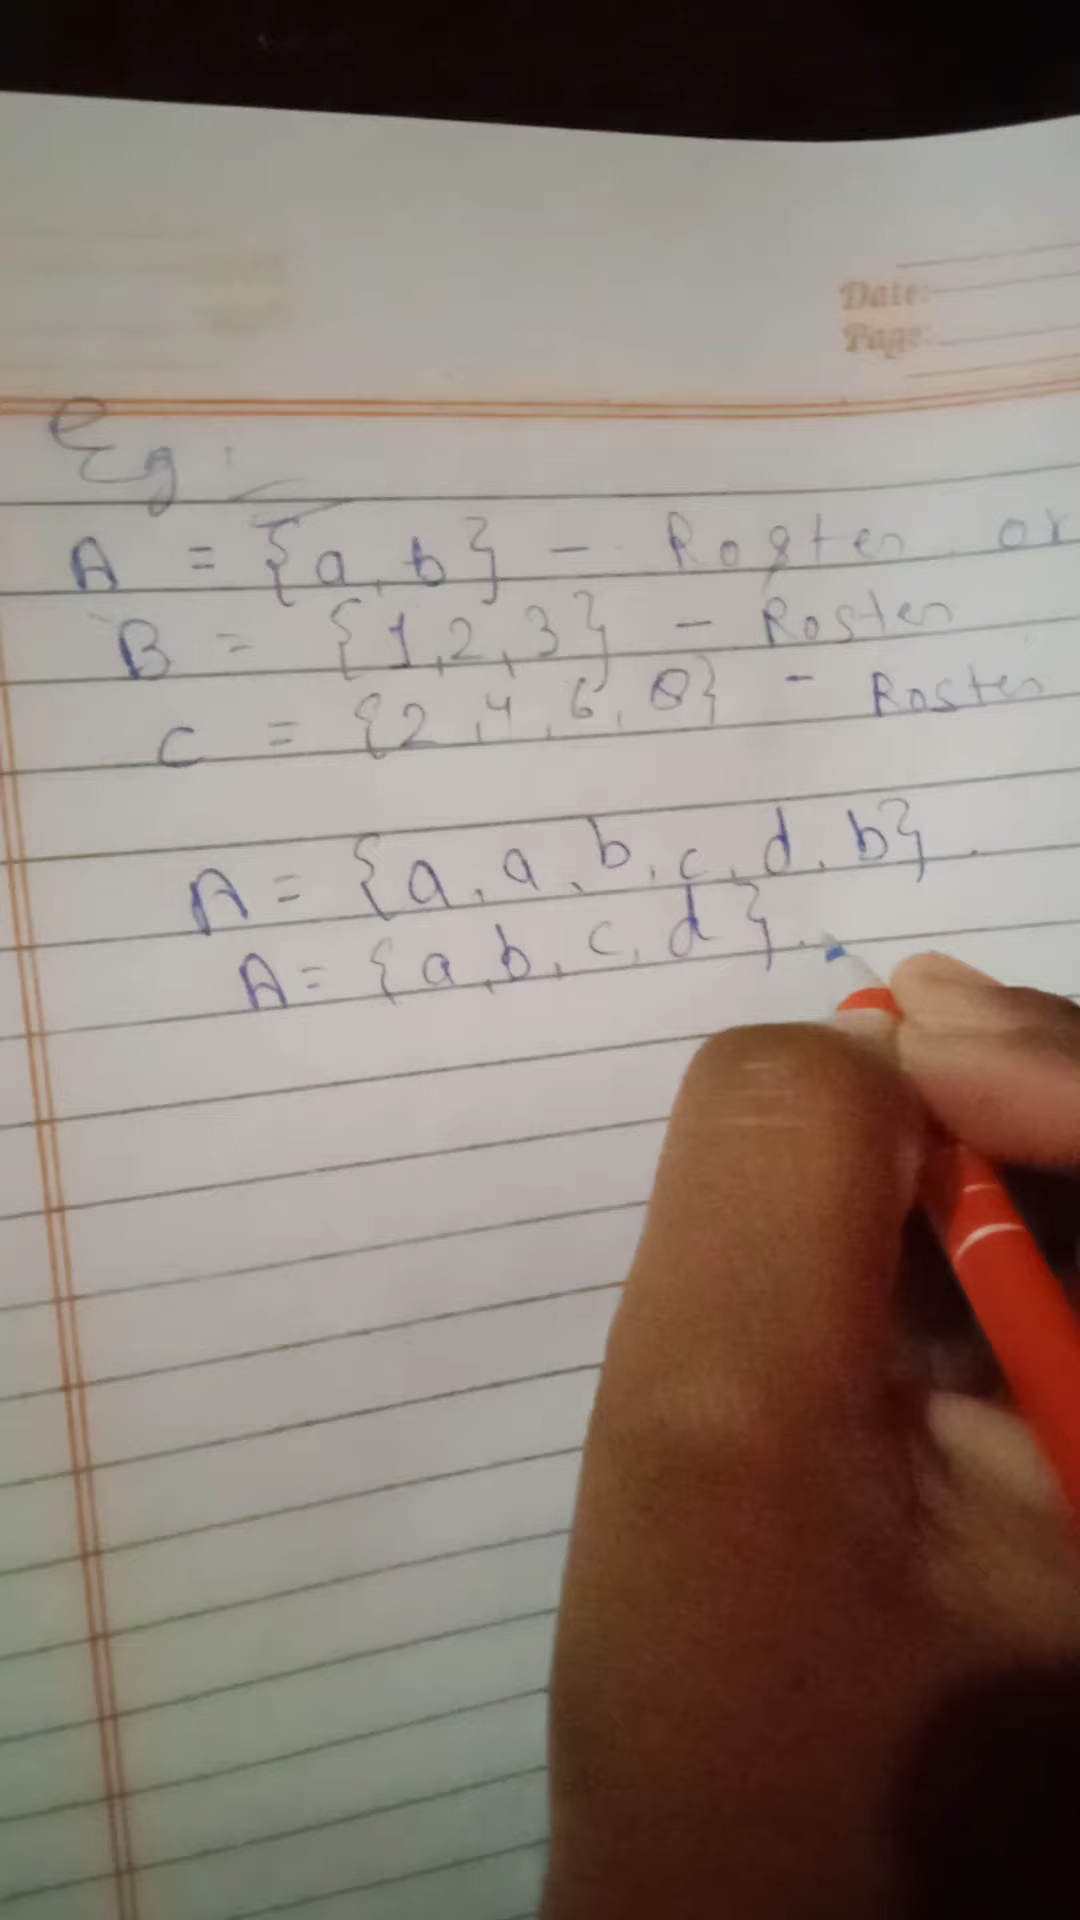 Date:
Page:
Eg :
A = {a, b} - Roster or
B = {1, 2, 3} - Roster
C = {2, 4, 6, 8} - Roster
A = {a, a, b, c, d, b}.
A = {a, b, c, d}.